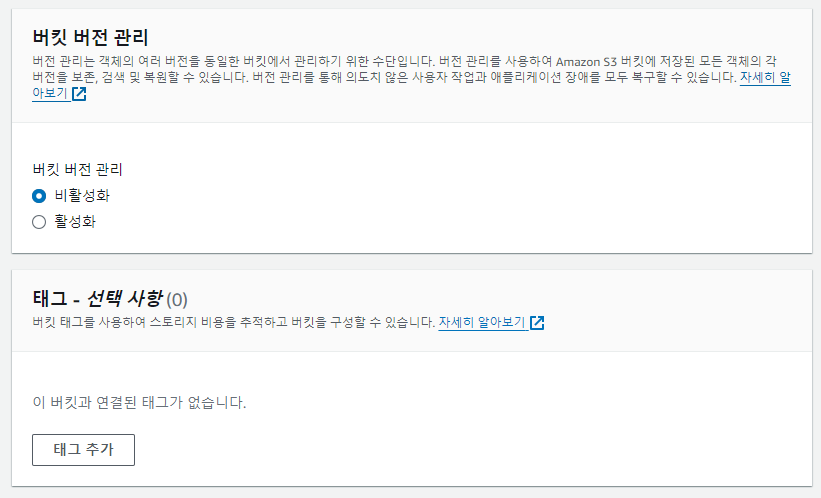 버킷 버전 관리
버전 관리는 객체의 여러 버전을 동일한 버킷에서 관리하기 위한 수단입니다. 버전 관리를 사용하여 Amazon S3 버킷에 저장된 모든 객체의 각
버전을 보존, 검색 및 복원할 수 있습니다. 버전 관리를 통해 의도치 않은 사용자 작업과 애플리케이션 장애를 모두 복구할 수 있습니다. 자세히 알
아보기
버킷 버전 관리
비활성화
활성화
태그 - 선택 사항 (0)
버킷 태그를 사용하여 스토리지 비용을 추적하고 버킷을 구성할 수 있습니다. 자세히 알아보기
이 버킷과 연결된 태그가 없습니다.
태그 추가